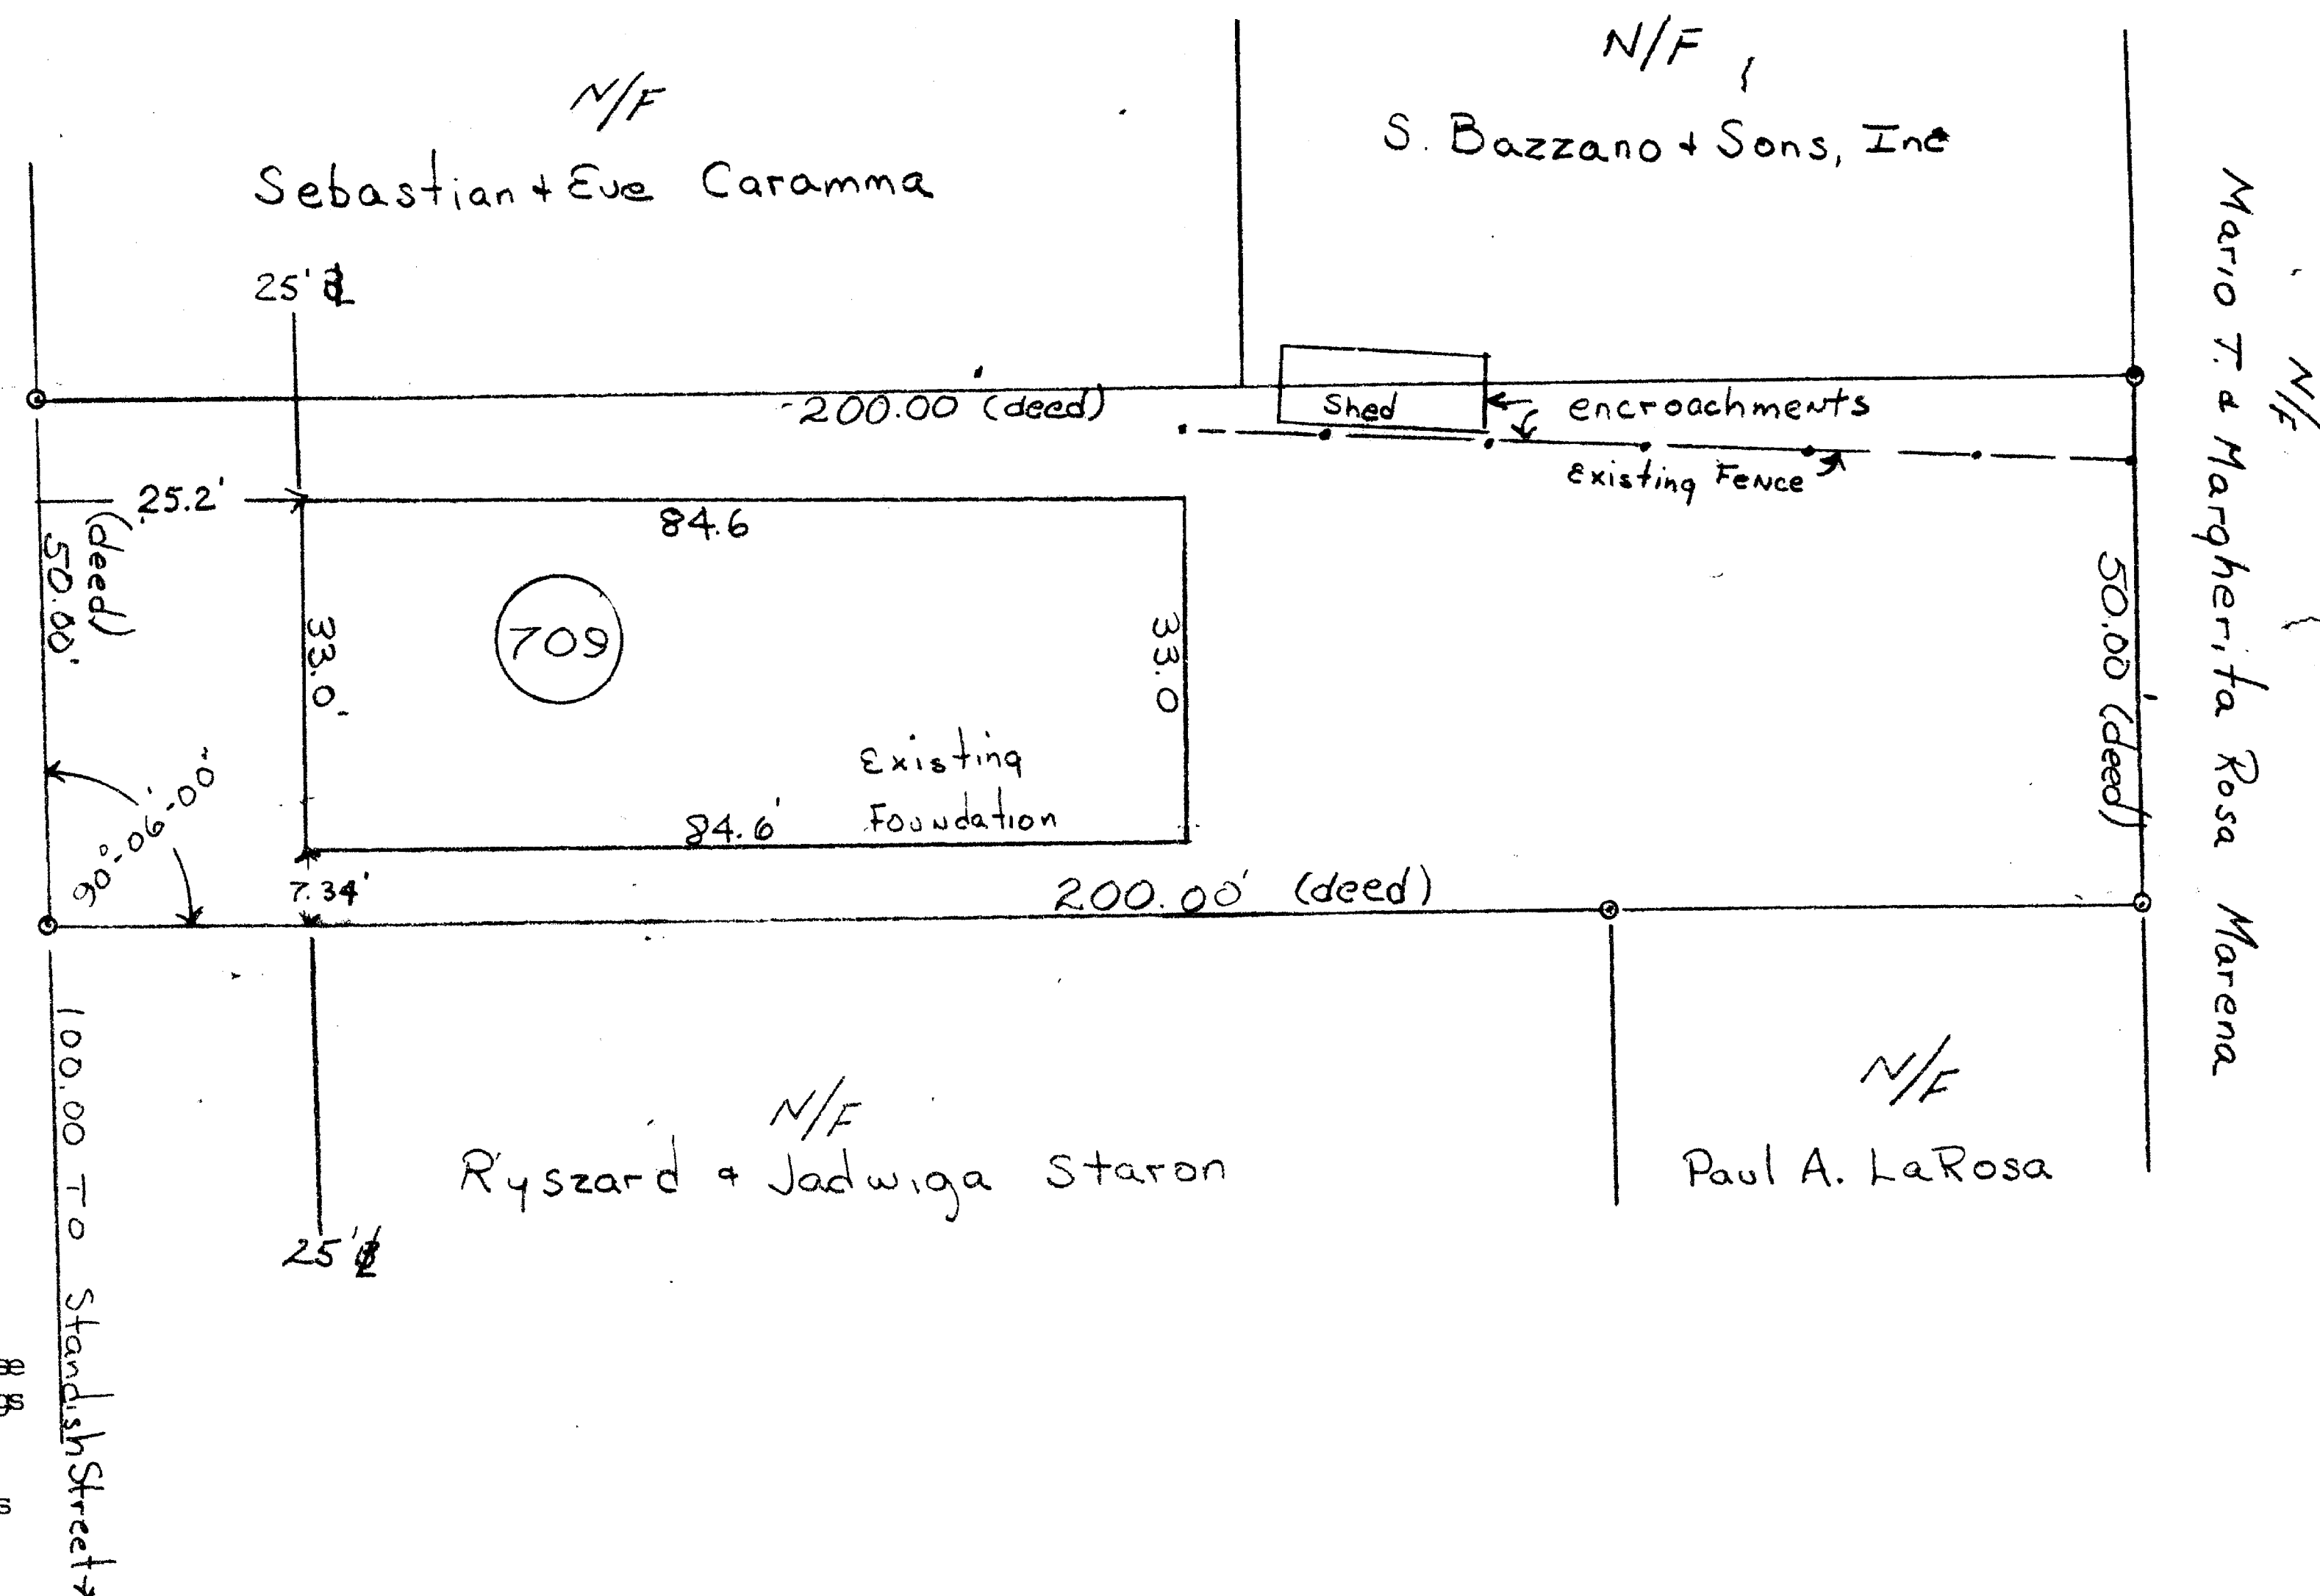 N/F
Sebastian + Eve Caramma
N/F
S. Bazzano + Sons, Inc
N/F
Mario T. & Margherita Rosa Marena
25'
200.00' (deed)
Shed
encroachments
Existing Fence
25.2'
84.6
(deed)
50.00'
33.0'
709
33.0
50.00' (deed)
Existing
Foundation
84.6'
90°-00'-00"
7.34'
200.00' (deed)
100.00 TO Standish Street
N/F
Ryszard & Jadwiga Staron
N/F
Paul A. LaRosa
25'